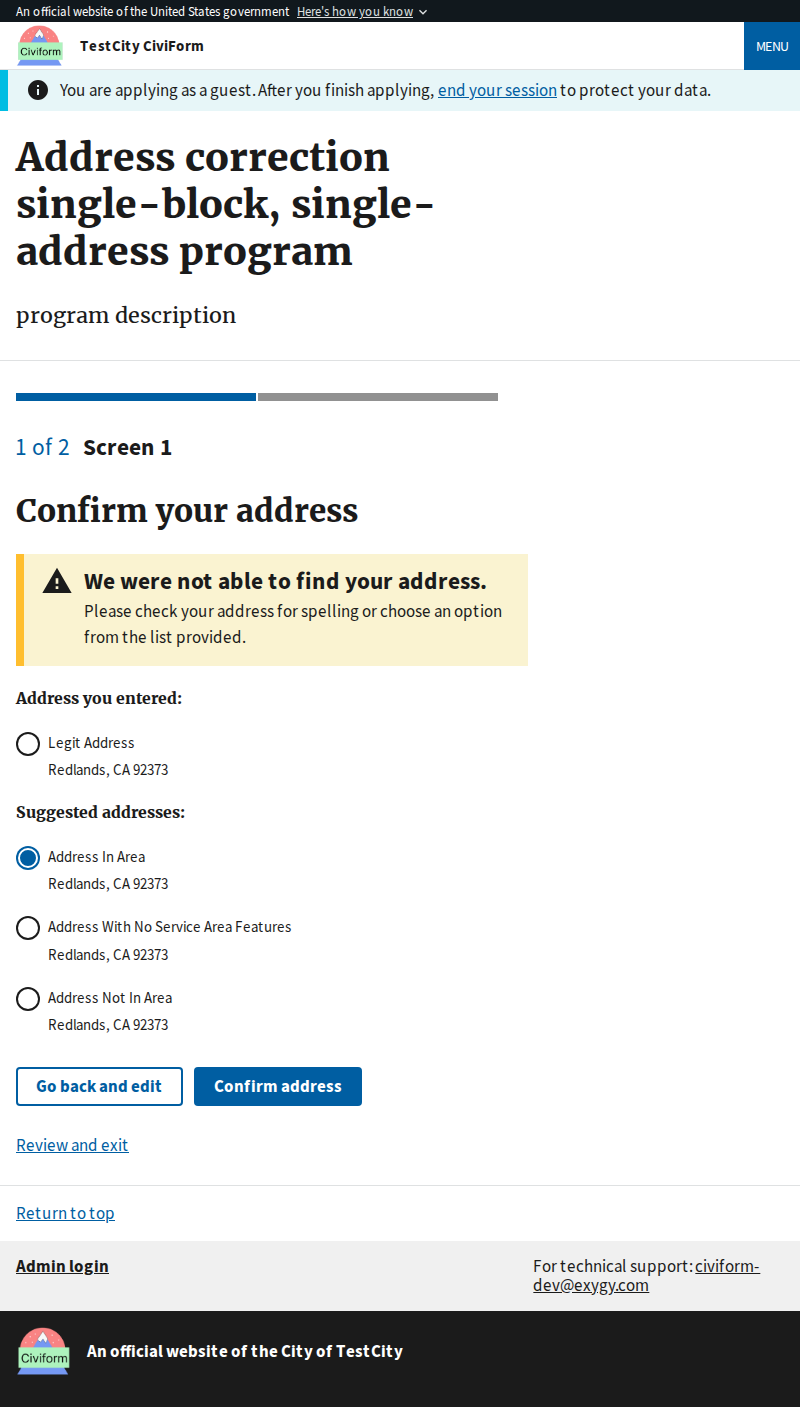 An official website of the United States government Here's how you know
Civiform
TestCity CiviForm
MENU
You are applying as a guest. After you finish applying, end your session to protect your data.
Address correction
single-block, single-
address program
program description
1 of 2 Screen 1
Confirm your address
We were not able to find your address.
Please check your address for spelling or choose an option
from the list provided.
Address you entered:
Legit Address
Redlands, CA 92373
Suggested addresses:
Address In Area
Redlands, CA 92373
Address With No Service Area Features
Redlands, CA 92373
Address Not In Area
Redlands, CA 92373
Go back and edit
Confirm address
Review and exit
Return to top
Admin login
For technical support: civiform-
dev@exygy.com
Civiform
An official website of the City of TestCity